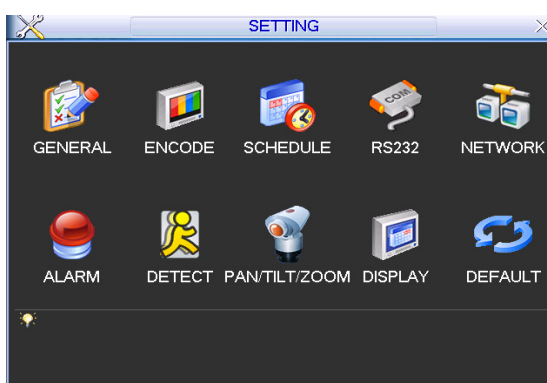 SETTING
COM
GENERAL ENCODE SCHEDULE RS232 NETWORK
ALARM DETECT PAN/TILT/ZOOM DISPLAY DEFAULT